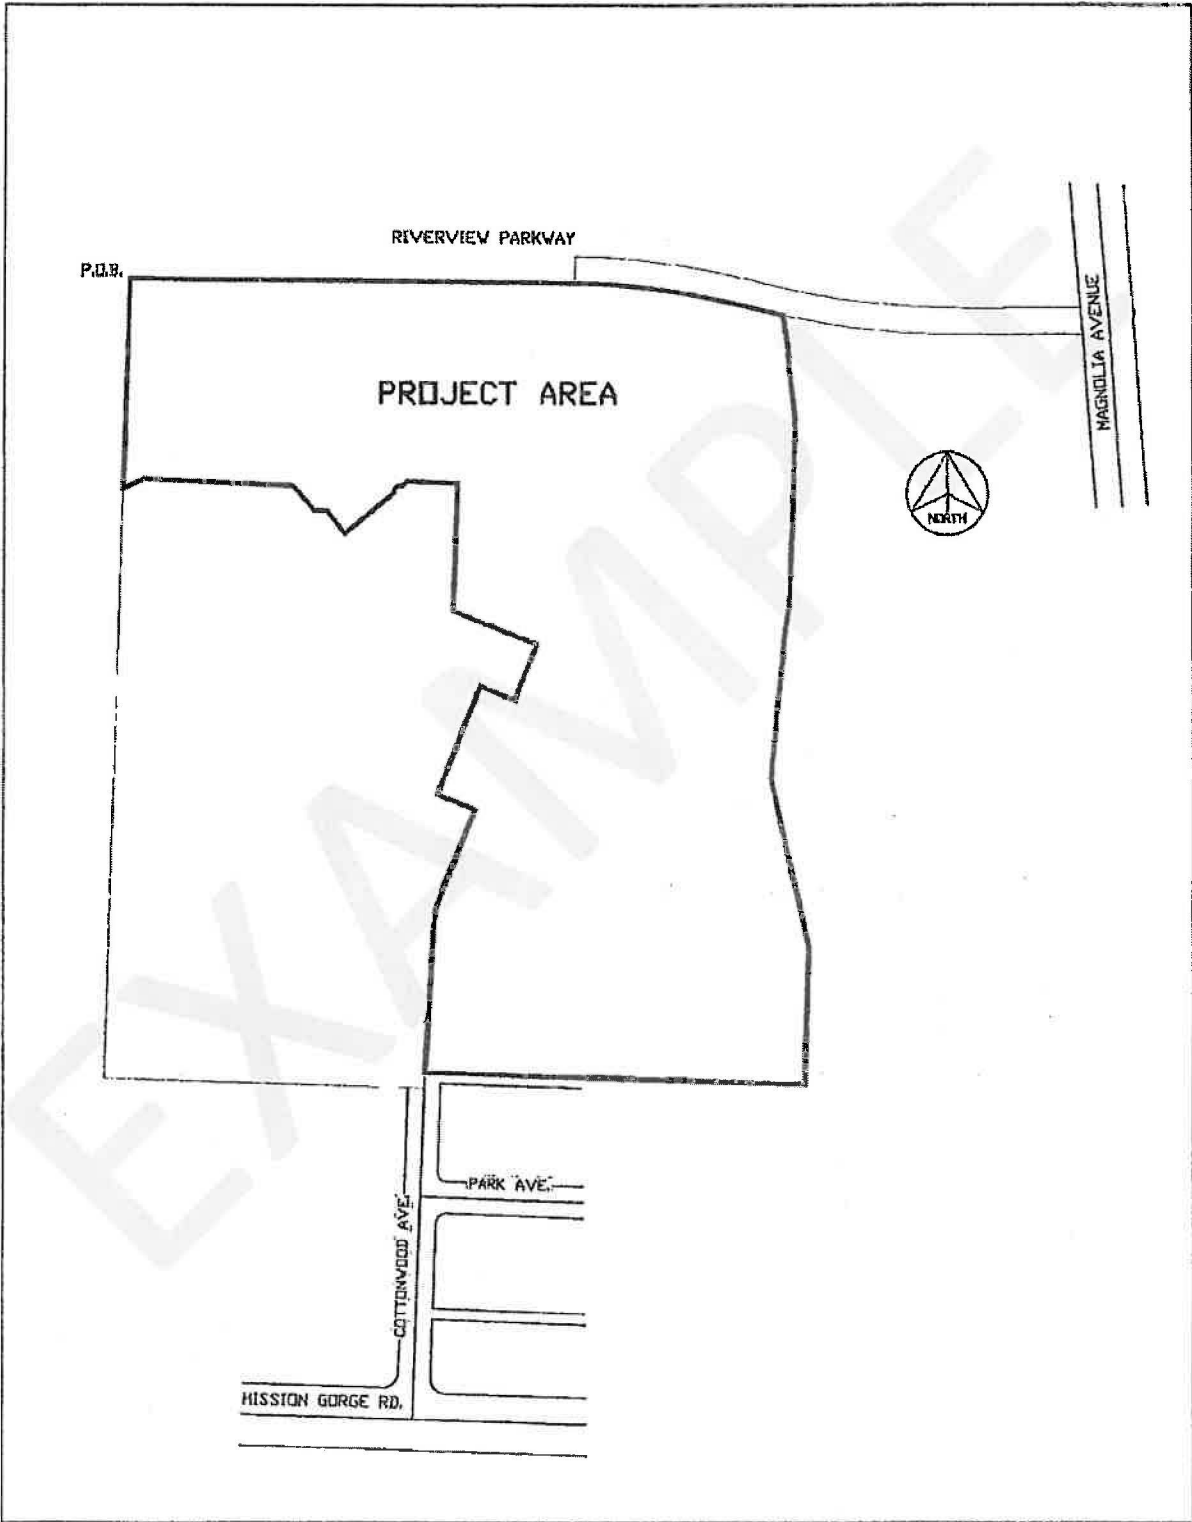 RIVERVIEW PARKWAY
P.O.B.
MAGNOLIA AVENUE
PROJECT AREA
NORTH
EXAMPLE
PARK AVE.
COTTONWOOD AVE.
MISSION GORGE RD.